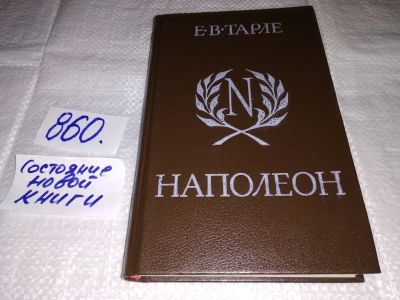 Е·В·ТАРЛЕ
N
НАПОЛЕОН
860.
Состояние
новой
книги